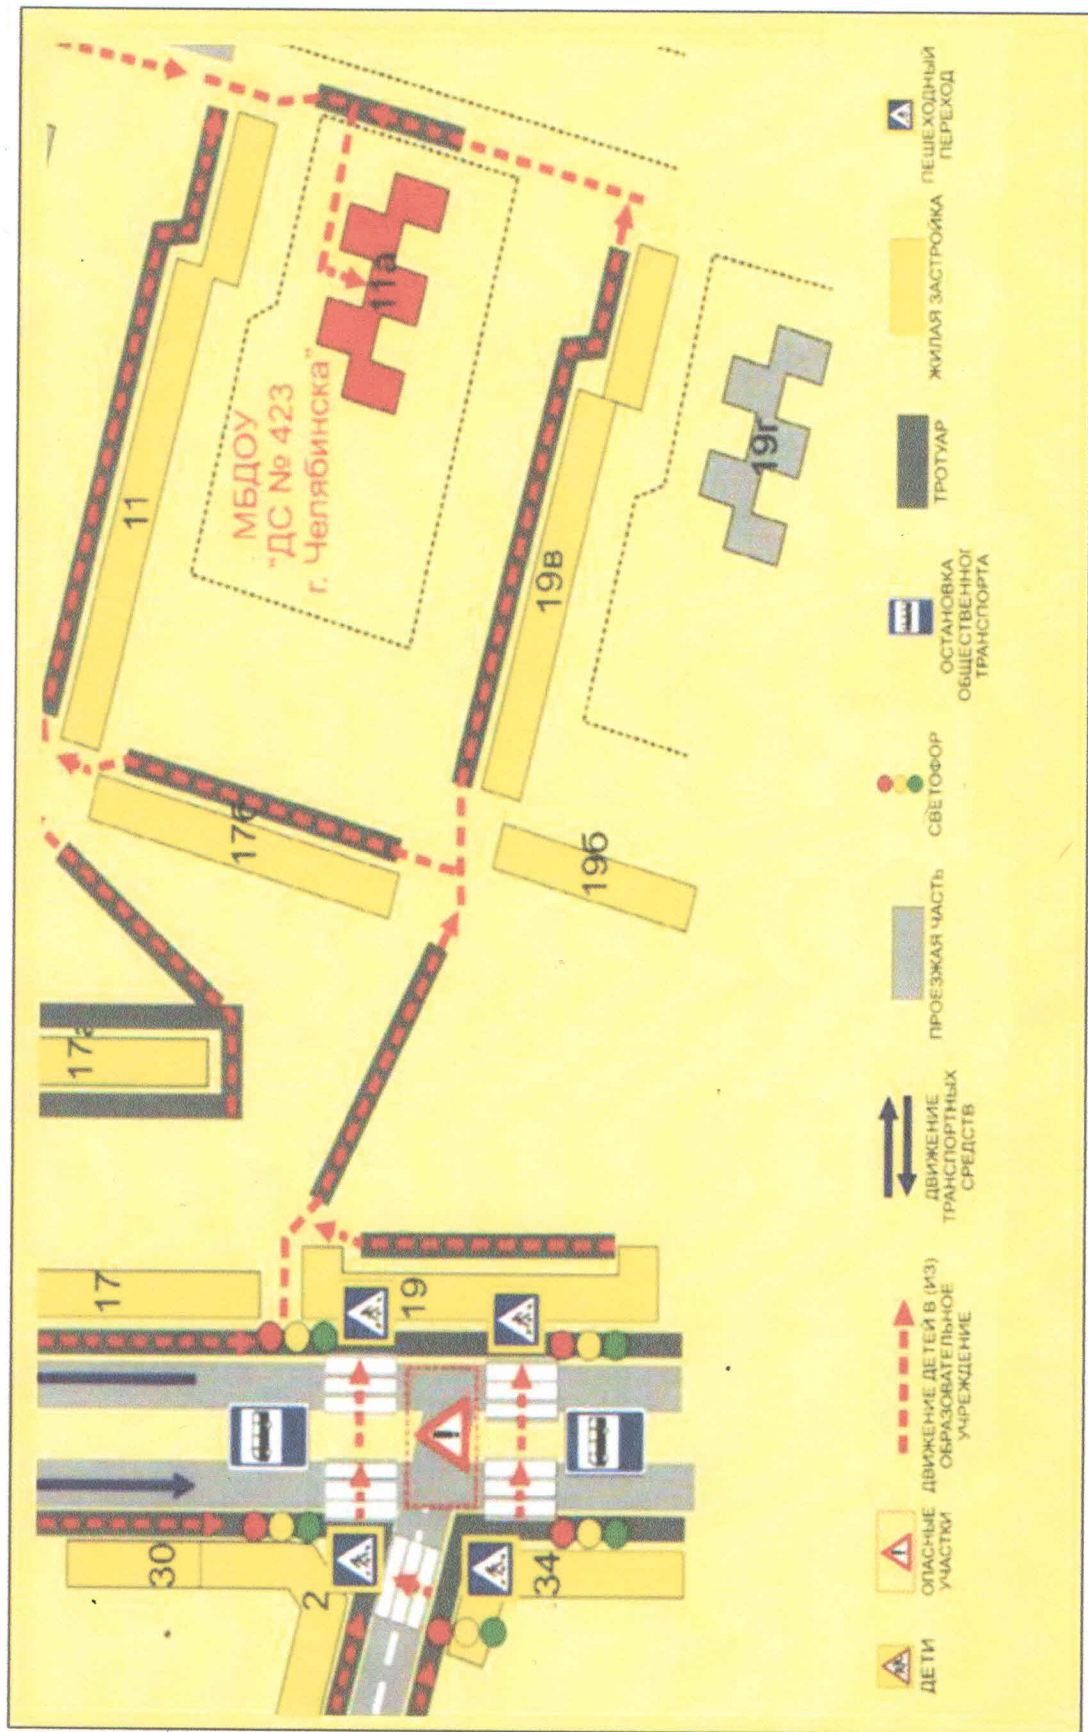 11
МБДОУ
"ДС № 423
г. Челябинска"
11а
17б
17а
19в
19г
19б
17
19
30
2
34
ДЕТИ
ОПАСНЫЕ
УЧАСТКИ
ДВИЖЕНИЕ ДЕТЕЙ В (ИЗ)
ОБРАЗОВАТЕЛЬНОЕ
УЧРЕЖДЕНИЕ
ДВИЖЕНИЕ
ТРАНСПОРТНЫХ
СРЕДСТВ
ПРОЕЗЖАЯ ЧАСТЬ
СВЕТОФОР
ОСТАНОВКА
ОБЩЕСТВЕННОГ
ТРАНСПОРТА
ТРОТУАР
ЖИЛАЯ ЗАСТРОЙКА
ПЕШЕХОДНЫЙ
ПЕРЕХОД